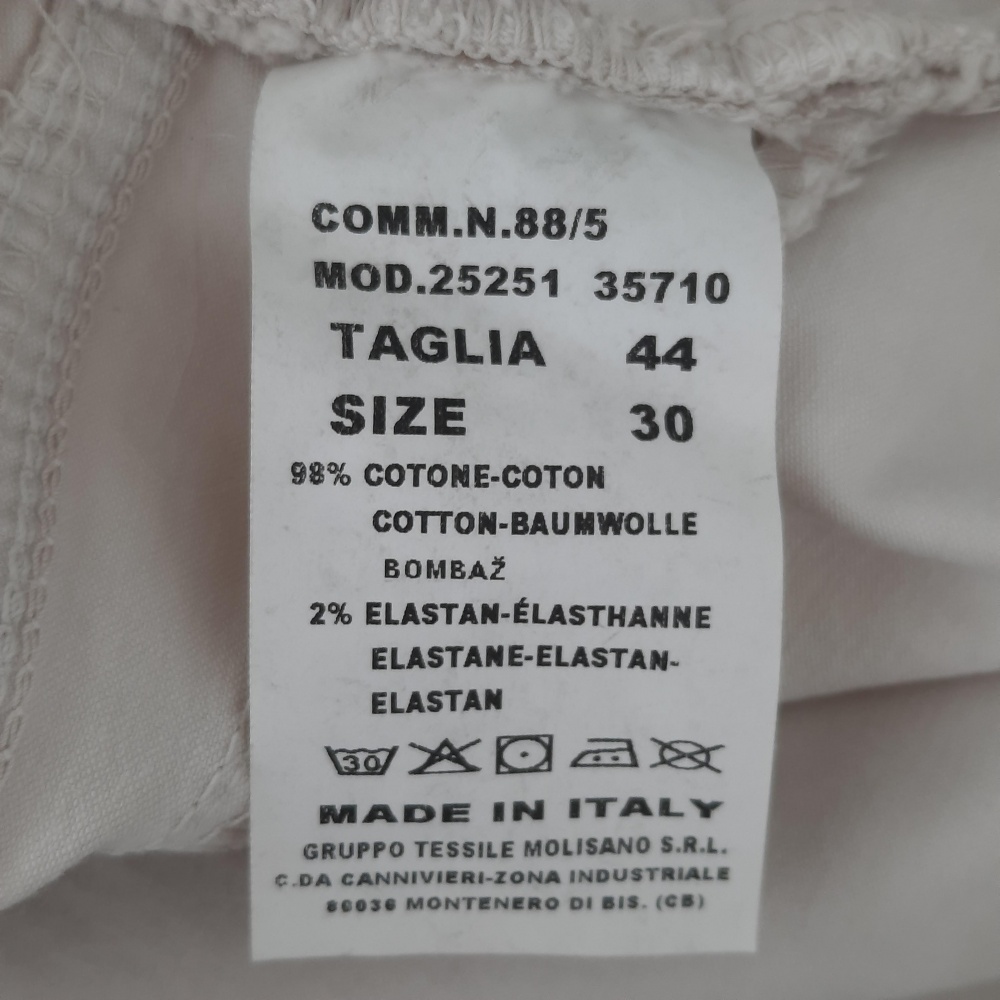 COMM.N.88/5
MOD.25251 35710
TAGLIA 44
SIZE 30
98% COTONE-COTON
COTTON-BAUMWOLLE
BOMBAŽ
2% ELASTAN-ÉLASTHANNE
ELASTANE-ELASTAN-
ELASTAN
30
MADE IN ITALY
GRUPPO TESSILE MOLISANO S.R.L.
C.DA CANNIVIERI-ZONA INDUSTRIALE
86036 MONTENERO DI BIS. (CB)